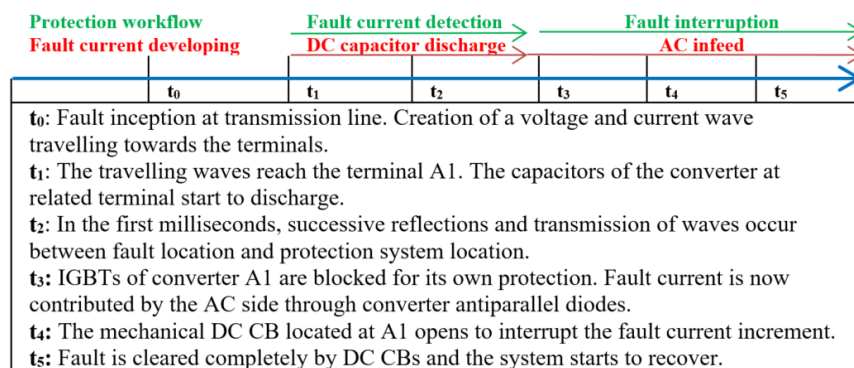 Protection workflow Fault current detection Fault interruption
Fault current developing DC capacitor discharge AC infeed
t₀ t₁ t₂ t₃ t₄ t₅
t₀: Fault inception at transmission line. Creation of a voltage and current wave
travelling towards the terminals.
t₁: The travelling waves reach the terminal A1. The capacitors of the converter at
related terminal start to discharge.
t₂: In the first milliseconds, successive reflections and transmission of waves occur
between fault location and protection system location.
t₃: IGBTs of converter A1 are blocked for its own protection. Fault current is now
contributed by the AC side through converter antiparallel diodes.
t₄: The mechanical DC CB located at A1 opens to interrupt the fault current increment.
t₅: Fault is cleared completely by DC CBs and the system starts to recover.